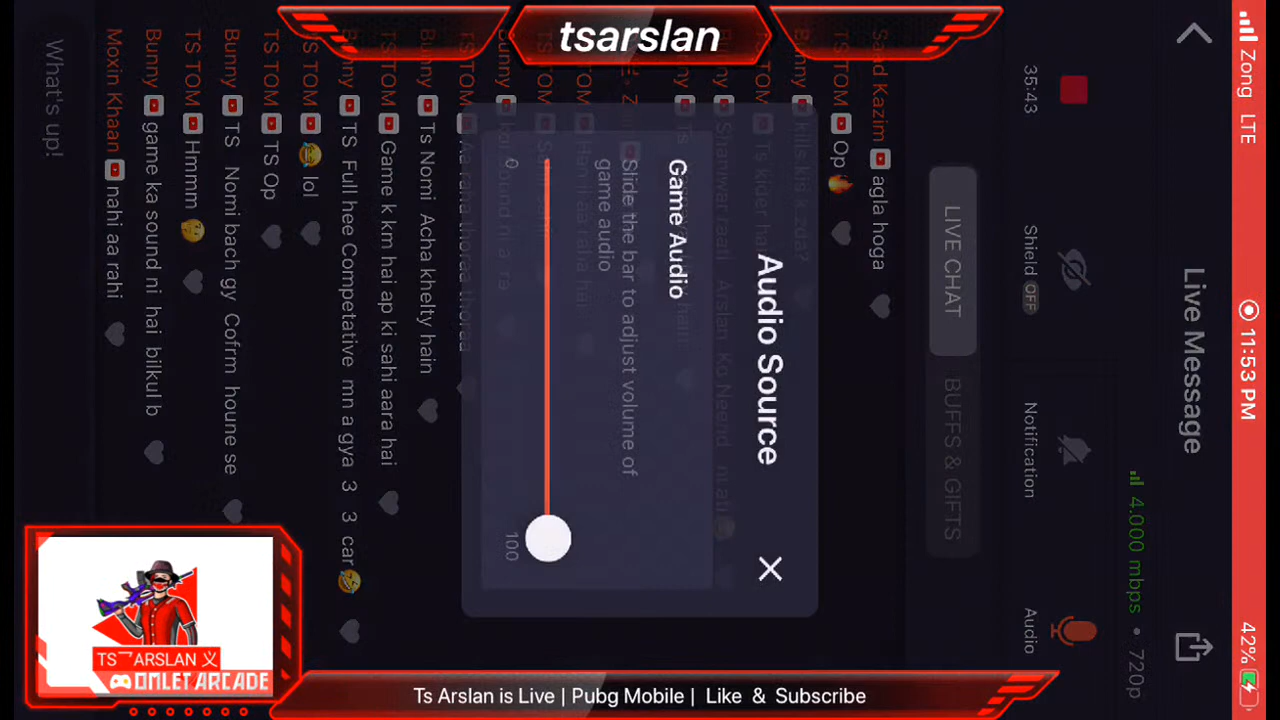 tsarslan
Zong LTE
11:53 PM
42%
Live Message
4.000 mbps • 720p
35:43
Shield OFF
Notification
Audio
LIVE CHAT
BUFFS & GIFTS
Audio Source
Game Audio
Slide the bar to adjust volume of
game audio
0
100
Saad Kazim agla hoga
TS TOM Op 🔥
TS TOM Ts kider hai
Bunny Ts Nomi Acha khelty hain
TS TOM Game k km hai ap ki sahi aara hai
Bunny TS Full hee Competative mn a gya 3 3 car 🤣
TS TOM 😂 lol
TS TOM TS Op
Bunny TS Nomi bach gy Cofrm houne se
TS TOM Hmmm 🤔
Bunny game ka sound ni hai bilkul b
Moxin Khaan nahi aa rahi
What's up!
TS ARSLAN 义
OMLET ARCADE
Ts Arslan is Live | Pubg Mobile | Like & Subscribe